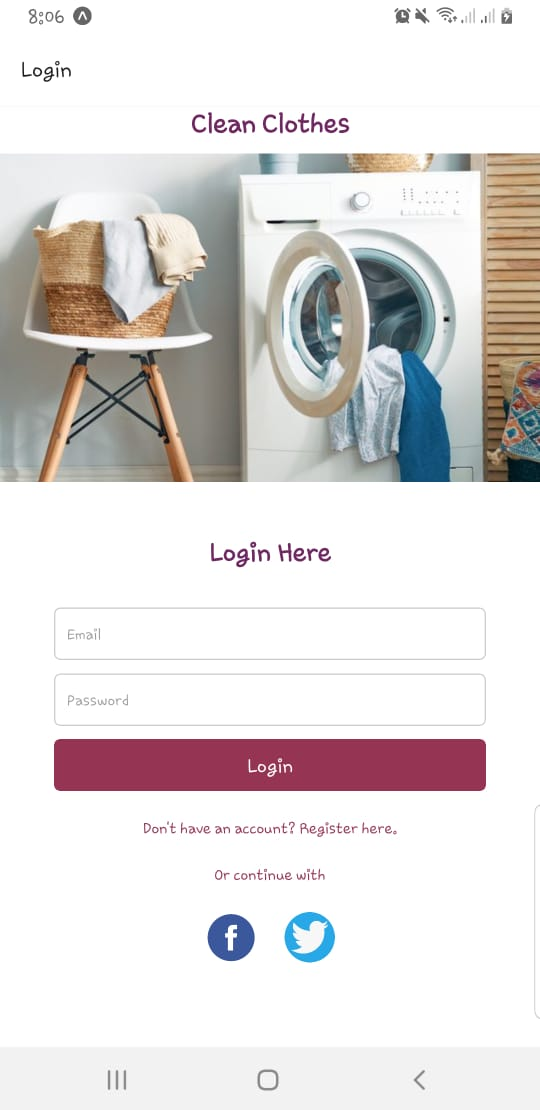 8:06
Login
Clean Clothes
Login Here
Email
Password
Login
Don't have an account? Register here.
Or continue with
f